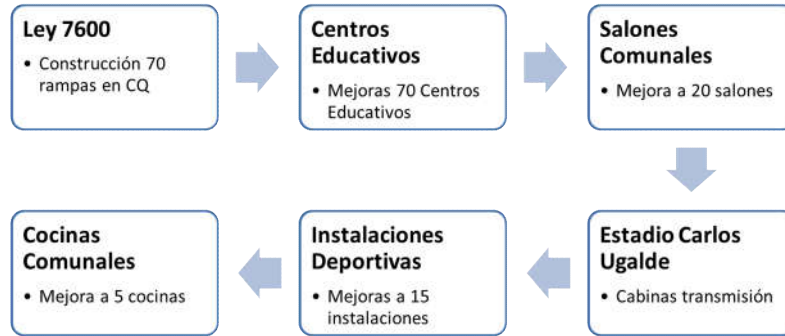 Ley 7600
• Construcción 70
rampas en CQ
Centros
Educativos
• Mejoras 70 Centros
Educativos
Salones
Comunales
• Mejora a 20 salones
Estadio Carlos
Ugalde
• Cabinas transmisión
Instalaciones
Deportivas
• Mejoras a 15
instalaciones
Cocinas
Comunales
• Mejora a 5 cocinas